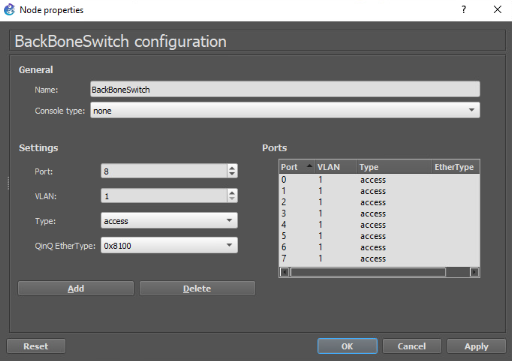 Node properties
?
BackBoneSwitch configuration
General
Name: BackBoneSwitch
Console type: none
Settings
Port: 8
VLAN: 1
Type: access
QinQ EtherType: 0x8100
Add Delete
Ports
Port VLAN Type EtherType
0 1 access
1 1 access
2 1 access
3 1 access
4 1 access
5 1 access
6 1 access
7 1 access
Reset OK Cancel Apply